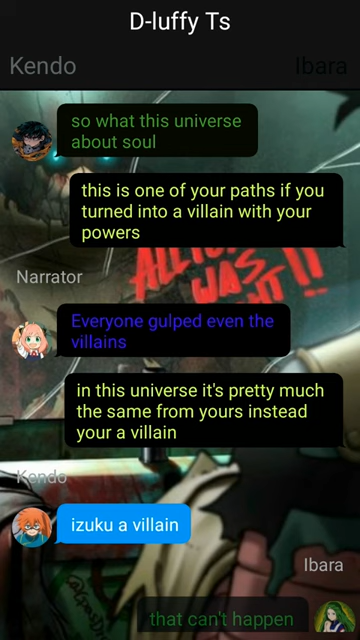 D-luffy Ts
Kendo
Ibara
so what this universe
about soul
this is one of your paths if you
turned into a villain with your
powers
WAS
Narrator
Everyone gulped even the
villains
in this universe it's pretty much
the same from yours instead
your a villain
Kendo
izuku a villain
Ibara
that can't happen